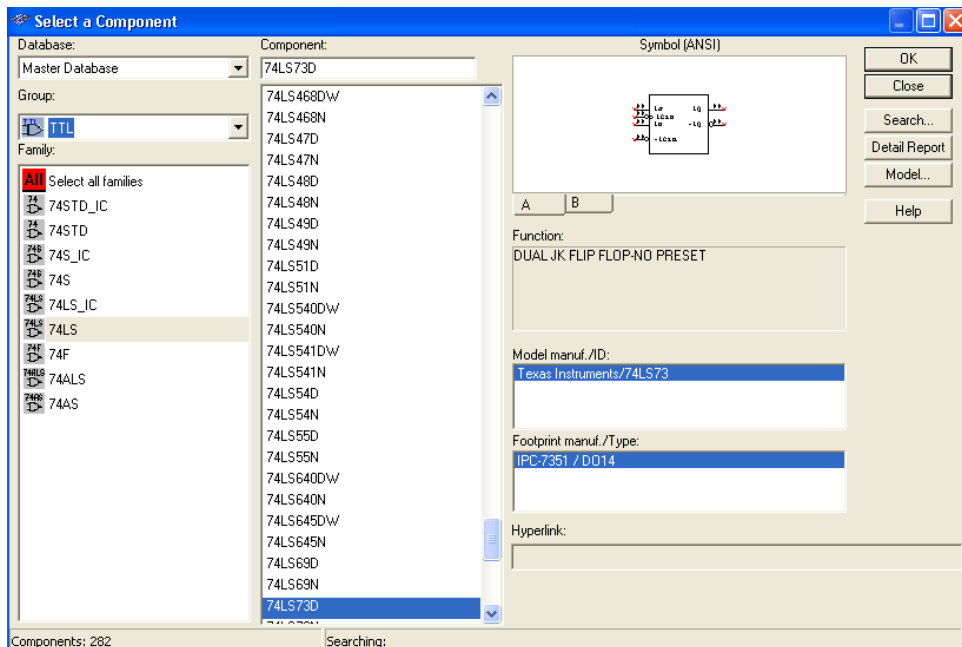 Select a Component
Database:
Master Database
Group:
TTL
Family:
All Select all families
74STD_IC
74STD
74S_IC
74S
74LS_IC
74LS
74F
74ALS
74AS
Components: 282
Component:
74LS73D
74LS468DW
74LS468N
74LS47D
74LS47N
74LS48D
74LS48N
74LS49D
74LS49N
74LS51D
74LS51N
74LS540DW
74LS540N
74LS541DW
74LS541N
74LS54D
74LS54N
74LS55D
74LS55N
74LS640DW
74LS640N
74LS645DW
74LS645N
74LS69D
74LS69N
74LS73D
Searching:
Symbol (ANSI)
A B
Function:
DUAL JK FLIP FLOP-NO PRESET
Model manuf./ID:
Texas Instruments/74LS73
Footprint manuf./Type:
IPC-7351 / DO14
Hyperlink:
OK
Close
Search...
Detail Report
Model...
Help